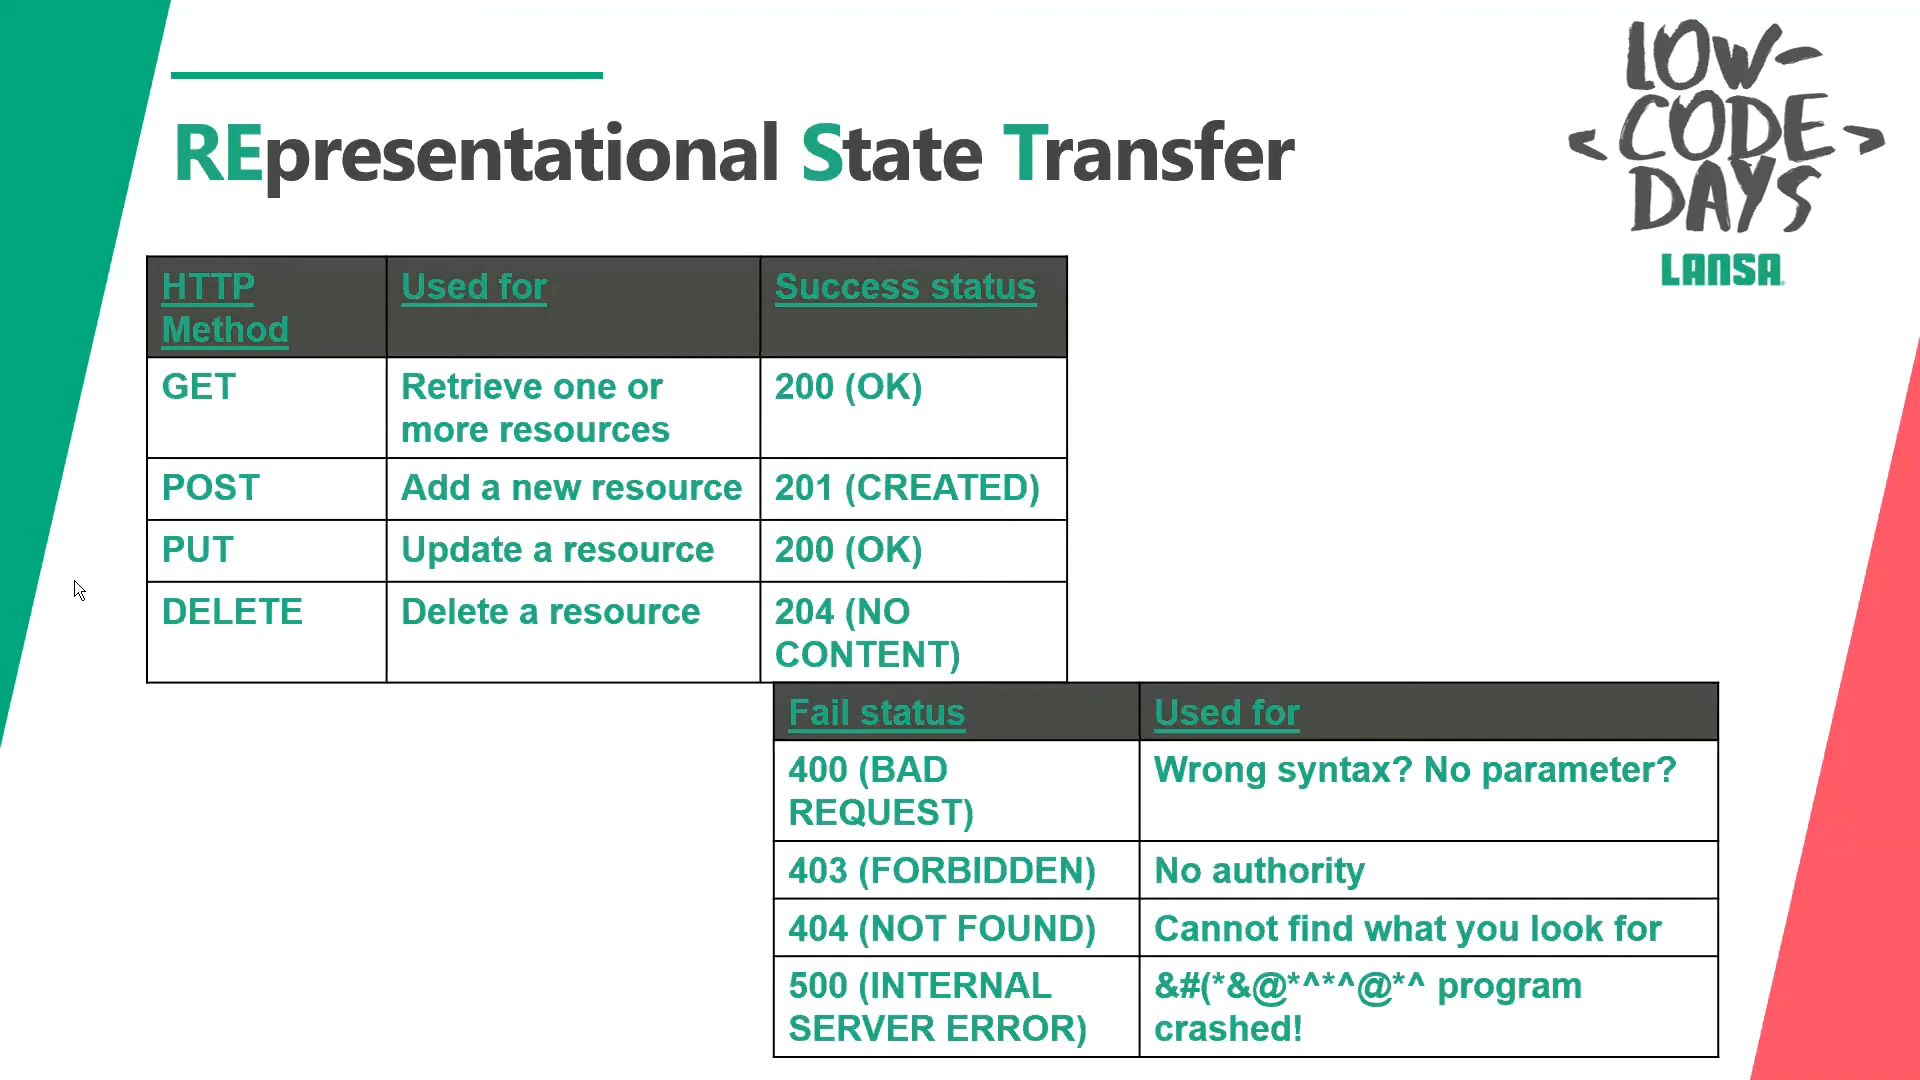 LOW-
<CODE>
DAYS
LANSA
REpresentational State Transfer
HTTP
Method
Used for
Success status
GET
Retrieve one or
more resources
200 (OK)
POST
Add a new resource
201 (CREATED)
PUT
Update a resource
200 (OK)
DELETE
Delete a resource
204 (NO
CONTENT)
Fail status
Used for
400 (BAD
REQUEST)
Wrong syntax? No parameter?
403 (FORBIDDEN)
No authority
404 (NOT FOUND)
Cannot find what you look for
500 (INTERNAL
SERVER ERROR)
&#(*&@*^*^@*^ program
crashed!